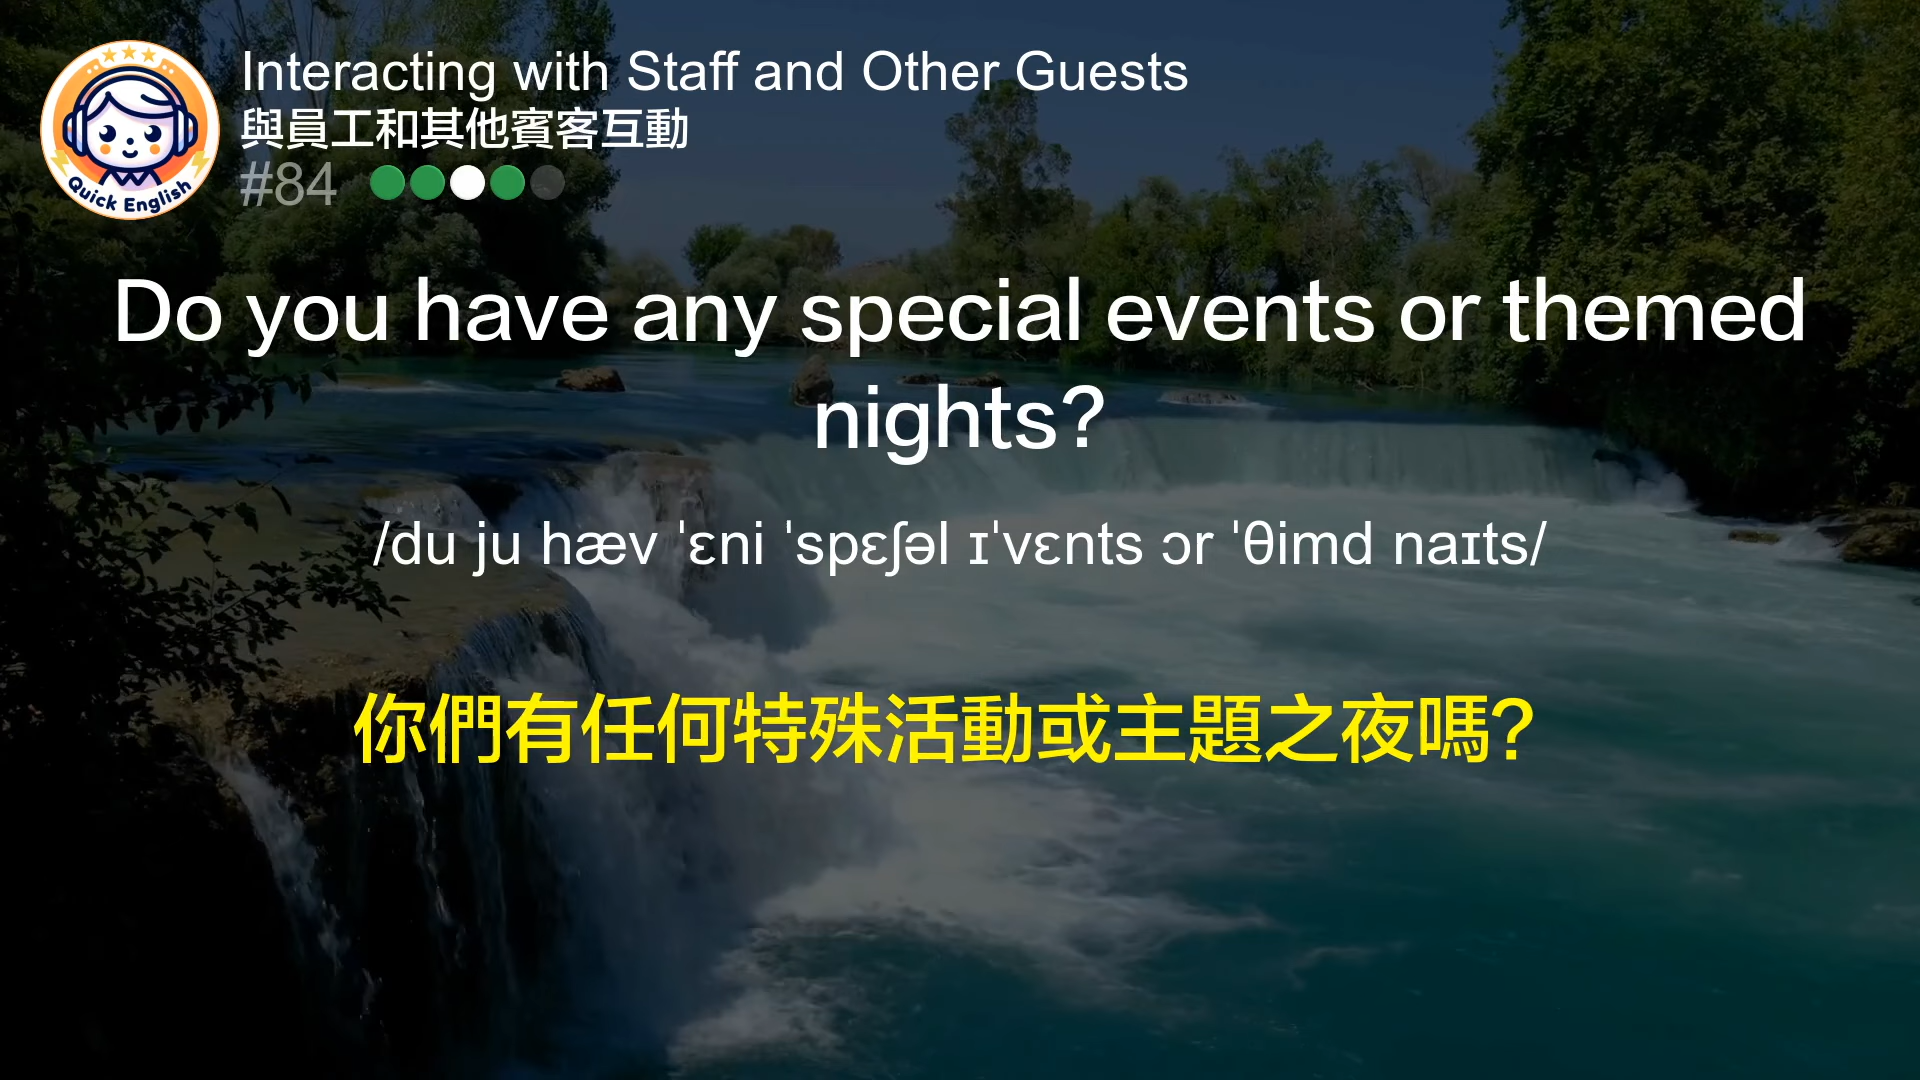 Quick English
Interacting with Staff and Other Guests
與員工和其他賓客互動
#84
Do you have any special events or themed
nights?
/du ju hæv ˈɛni ˈspɛʃəl ɪˈvɛnts ɔr ˈθimd naɪts/
你們有任何特殊活動或主題之夜嗎?